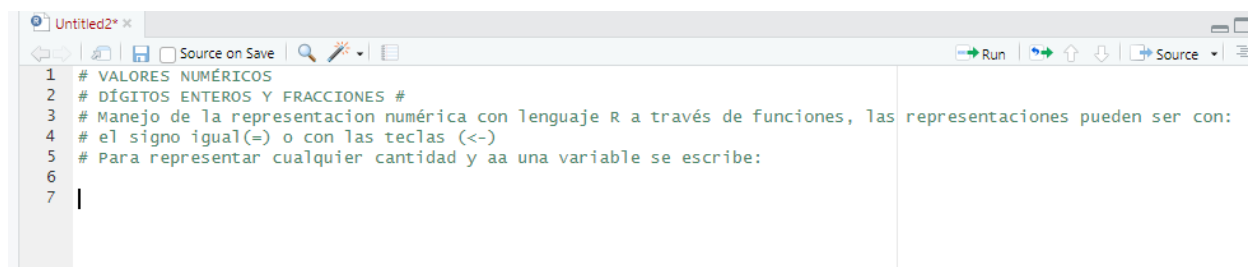 Untitled2*
Source on Save
Run
Source
1 # VALORES NUMÉRICOS
2 # DÍGITOS ENTEROS Y FRACCIONES #
3 # Manejo de la representacion numérica con lenguaje R a través de funciones, las representaciones pueden ser con:
4 # el signo igual(=) o con las teclas (<-)
5 # Para representar cualquier cantidad y aa una variable se escribe:
6
7